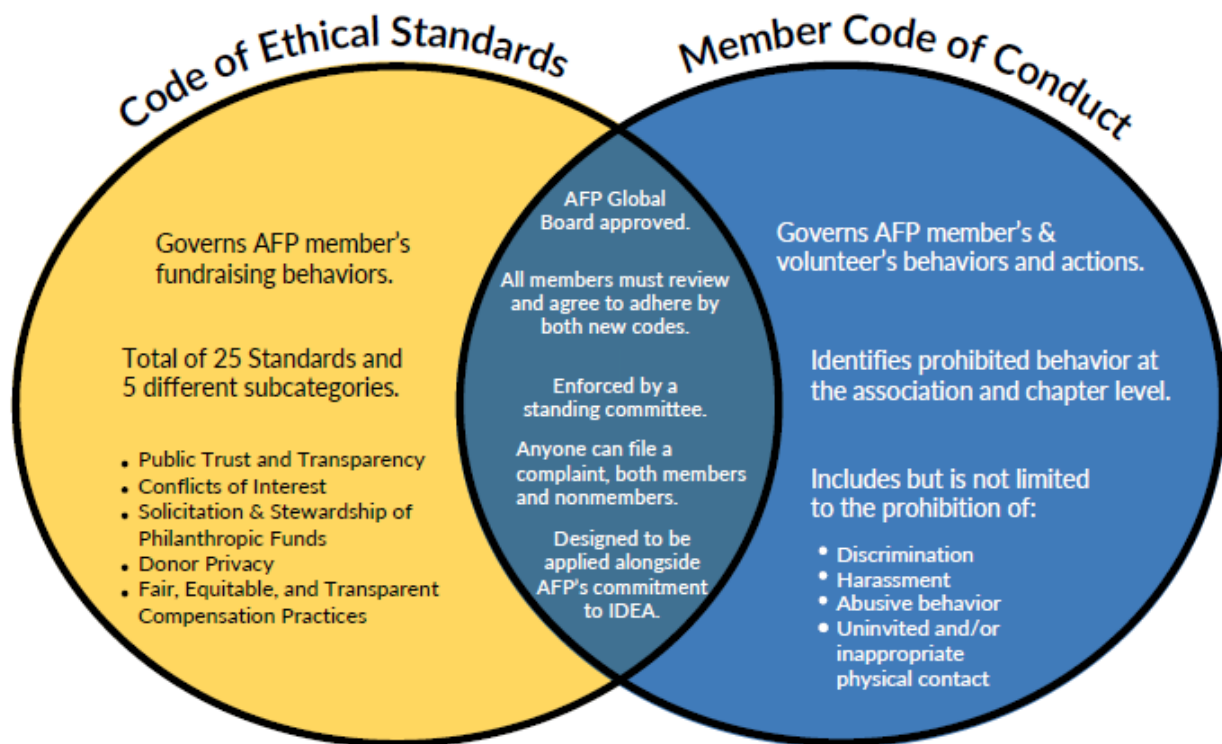 Code of Ethical Standards
Member Code of Conduct
Governs AFP member's
fundraising behaviors.
Total of 25 Standards and
5 different subcategories.
• Public Trust and Transparency
• Conflicts of Interest
• Solicitation & Stewardship of
Philanthropic Funds
• Donor Privacy
• Fair, Equitable, and Transparent
Compensation Practices
AFP Global
Board approved.
All members must review
and agree to adhere by
both new codes.
Enforced by a
standing committee.
Anyone can file a
complaint, both members
and nonmembers.
Designed to be
applied alongside
AFP's commitment
to IDEA.
Governs AFP member's &
volunteer's behaviors and actions.
Identifies prohibited behavior at
the association and chapter level.
Includes but is not limited
to the prohibition of:
• Discrimination
• Harassment
• Abusive behavior
• Uninvited and/or
inappropriate
physical contact